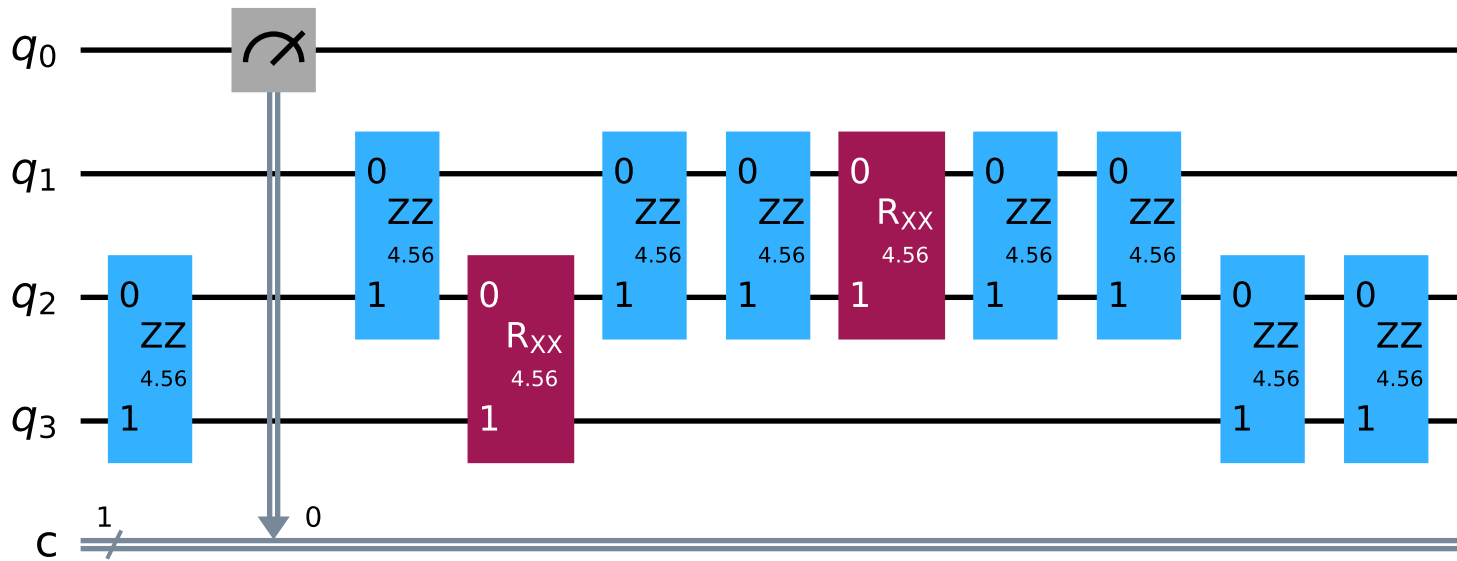 q0
q1
0 0 0 0 0 0
ZZ ZZ ZZ RXX ZZ ZZ
4.56 4.56 4.56 4.56 4.56 4.56
q2
0 1 0 1 1 1 1 1 0 0
ZZ RXX ZZ ZZ
4.56 4.56 4.56 4.56
q3
1 1 1 1
1 0
c